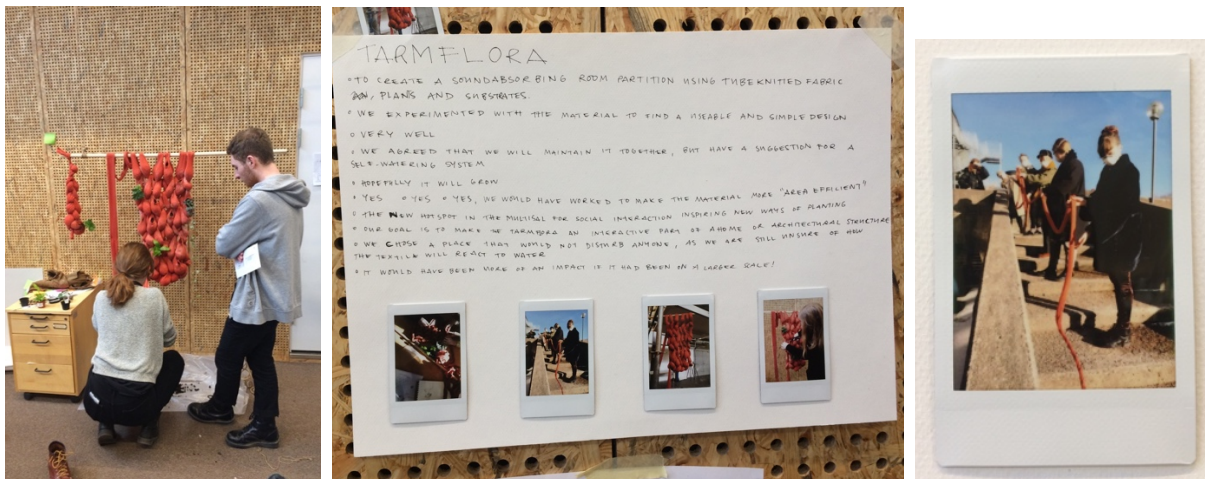 TARMFLORA
• TO CREATE A SOUNDABSORBING ROOM PARTITION USING TUBEKNITTED FABRIC
PLANTS AND SUBSTRATES.
• WE EXPERIMENTED WITH THE MATERIAL TO FIND A USEABLE AND SIMPLE DESIGN
• VERY WELL
• WE AGREED THAT WE WILL MAINTAIN IT TOGETHER, BUT HAVE A SUGGESTION FOR A
SELF-WATERING SYSTEM
• HOPEFULLY IT WILL GROW
• YES • YES • YES, WE WOULD HAVE WORKED TO MAKE THE MATERIAL MORE "AREA EFFICIENT"
• THE NEW HOTSPOT IN THE MULTISAL FOR SOCIAL INTERACTION INSPIRING NEW WAYS OF PLANTING
• OUR GOAL IS TO MAKE THE TARMFLORA AN INTERACTIVE PART OF A HOME OR ARCHITECTURAL STRUCTURE
• WE CHOSE A PLACE THAT WOULD NOT DISTURB ANYONE, AS WE ARE STILL UNSURE OF HOW
THE TEXTILE WILL REACT TO WATER
• IT WOULD HAVE BEEN MORE OF AN IMPACT IF IT HAD BEEN ON A LARGER SCALE!